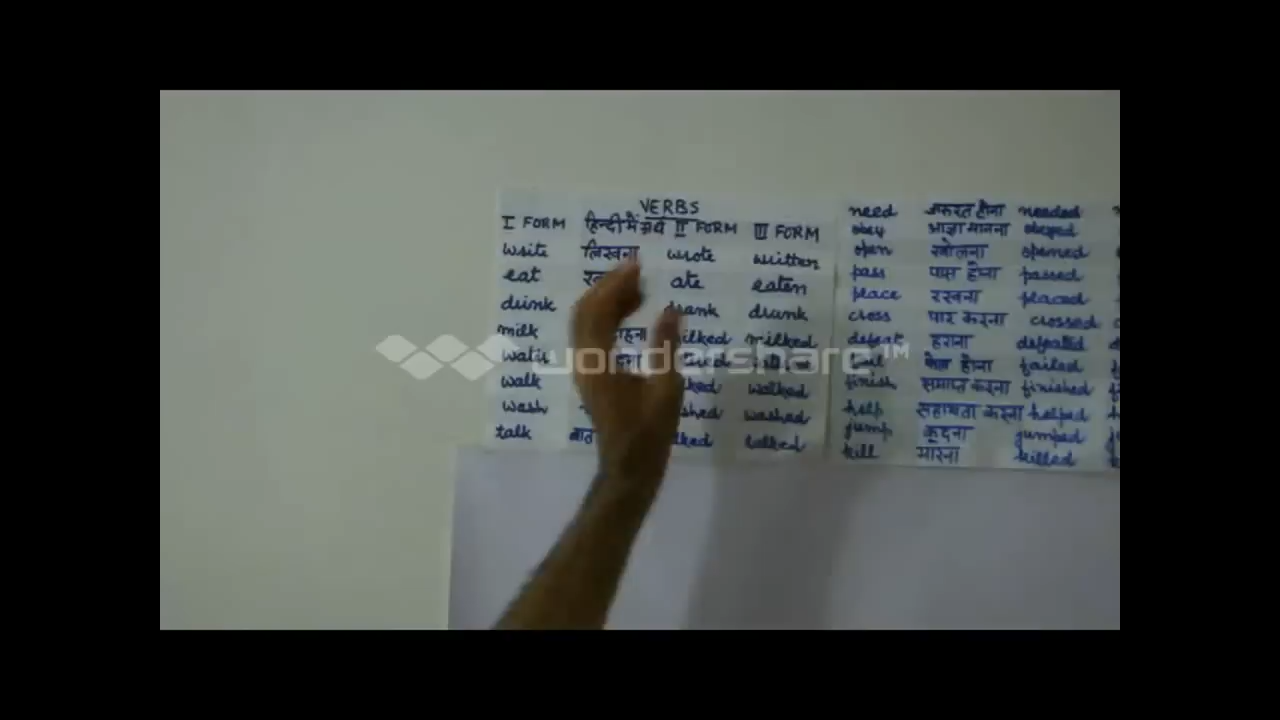 VERBS
I FORM हिन्दी में अर्थ II FORM III FORM
write लिखना wrote written
eat ate eaten
drink drank drunk
milk milked milked
walk walked
wash washed
talk talked
need जरूरत होना needed
obey आज्ञा मानना obeyed
open खोलना opened
pass पास होना passed
place रखना placed
cross पार करना crossed
defeat हराना defeated
fail फेल होना failed
finish समाप्त करना finished
help सहायता करना helped
jump कूदना jumped
kill मारना killed
wondershare™